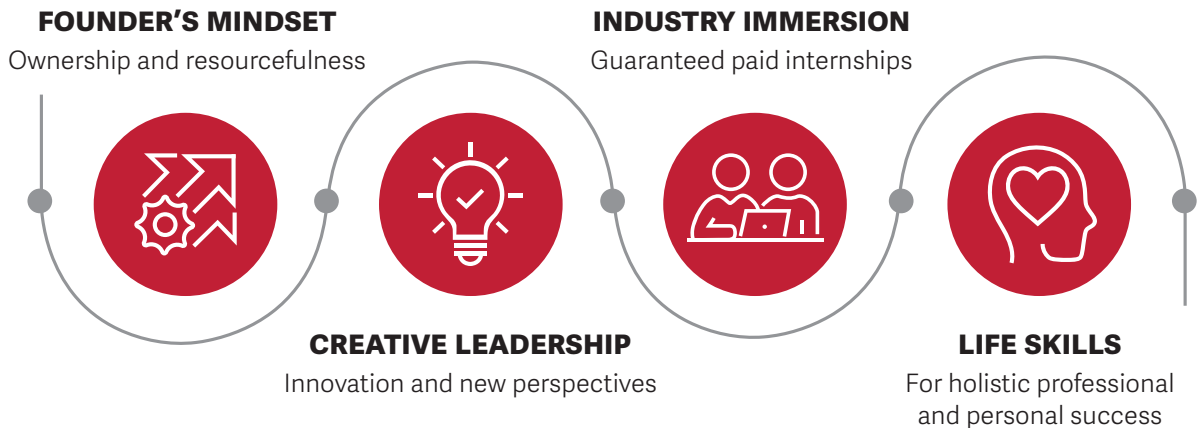 FOUNDER’S MINDSET
Ownership and resourcefulness
INDUSTRY IMMERSION
Guaranteed paid internships
CREATIVE LEADERSHIP
Innovation and new perspectives
LIFE SKILLS
For holistic professional
and personal success